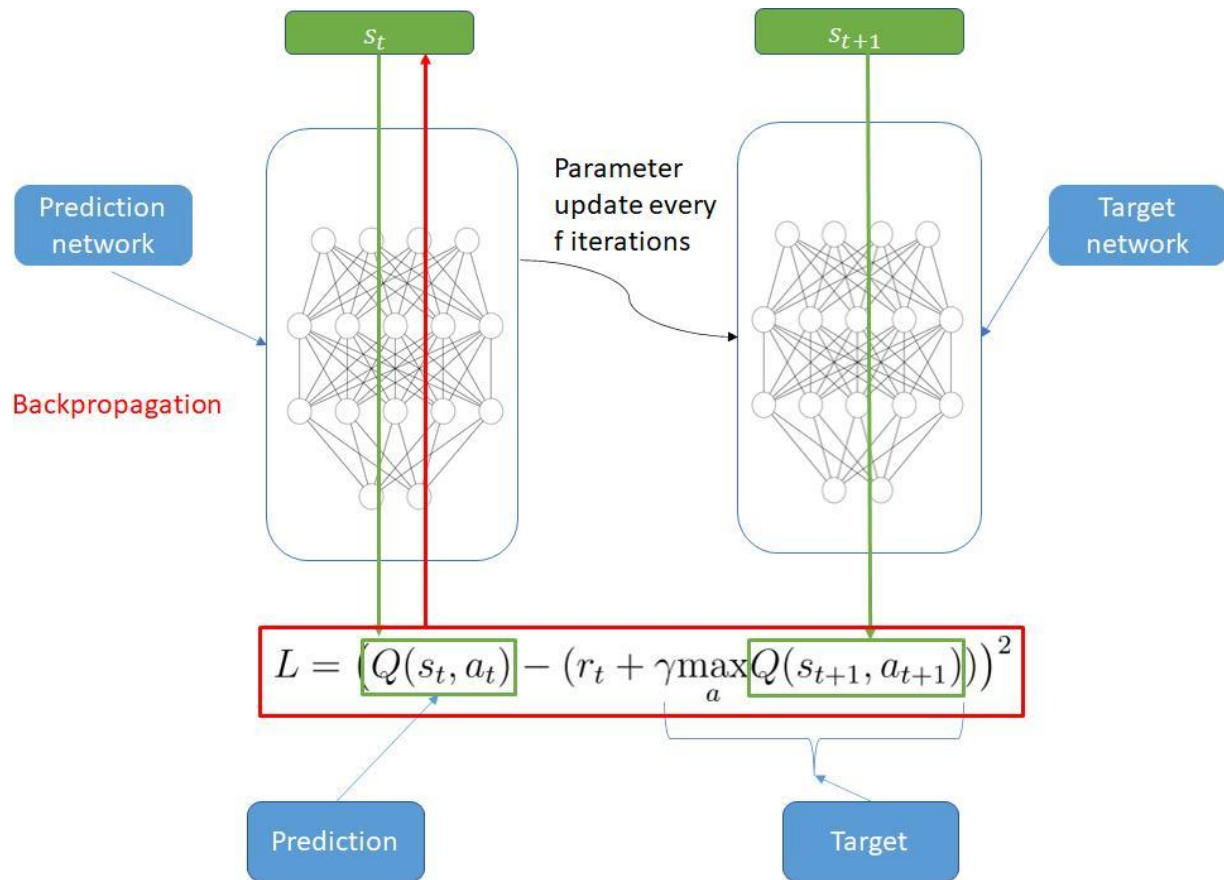 s_t
s_{t+1}
Parameter
update every
f iterations
Prediction
network
Target
network
Backpropagation
L = (Q(s_t, a_t) − (r_t + γ max_a Q(s_{t+1}, a_{t+1})))^2
Prediction
Target